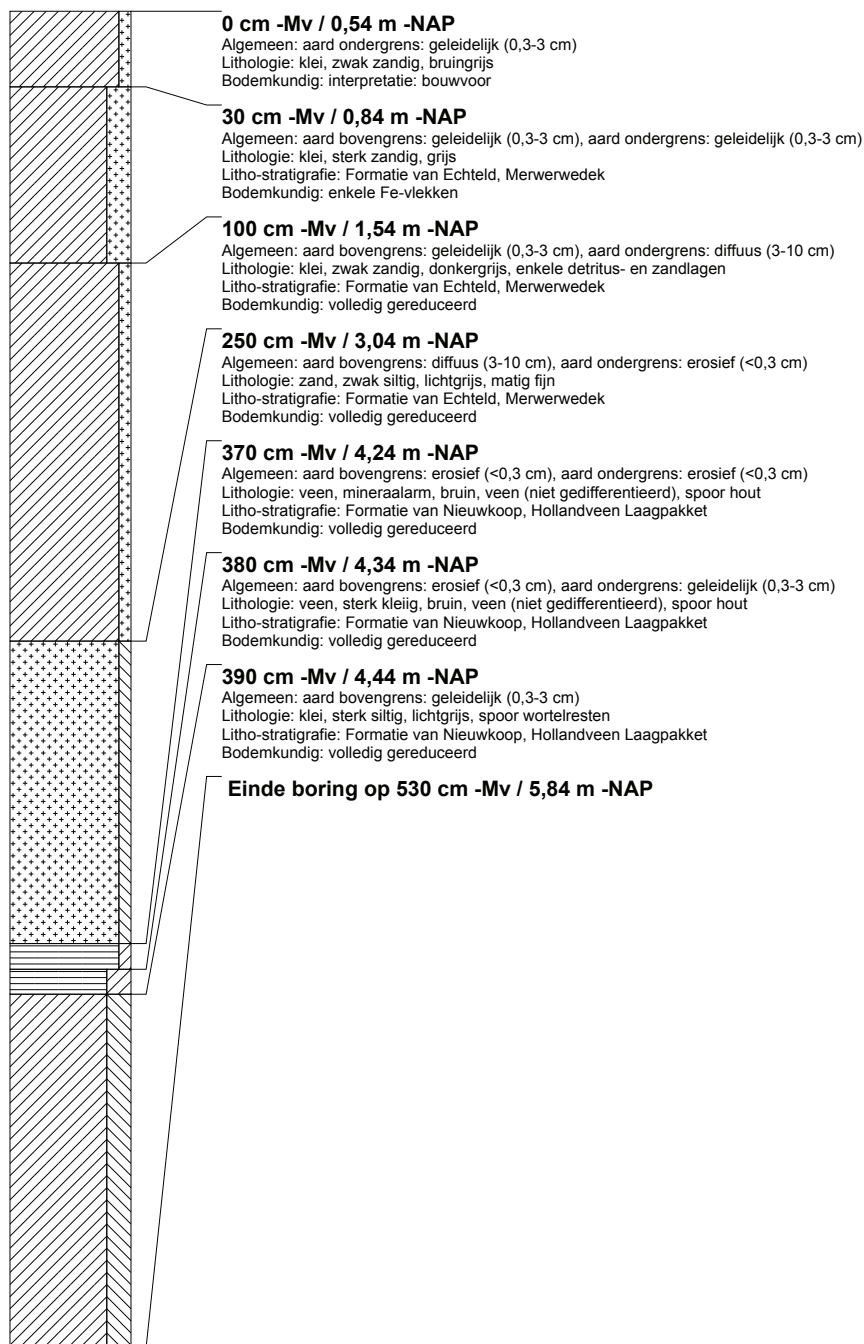 0 cm -Mv / 0,54 m -NAP
Algemeen: aard ondergrens: geleidelijk (0,3-3 cm)
Lithologie: klei, zwak zandig, bruingrijs
Bodemkundig: interpretatie: bouwvoor
30 cm -Mv / 0,84 m -NAP
Algemeen: aard bovengrens: geleidelijk (0,3-3 cm), aard ondergrens: geleidelijk (0,3-3 cm)
Lithologie: klei, sterk zandig, grijs
Litho-stratigrafie: Formatie van Echteld, Merwerwedek
Bodemkundig: enkele Fe-vlekken
100 cm -Mv / 1,54 m -NAP
Algemeen: aard bovengrens: geleidelijk (0,3-3 cm), aard ondergrens: diffuus (3-10 cm)
Lithologie: klei, zwak zandig, donkergrijs, enkele detritus- en zandlagen
Litho-stratigrafie: Formatie van Echteld, Merwerwedek
Bodemkundig: volledig gereduceerd
250 cm -Mv / 3,04 m -NAP
Algemeen: aard bovengrens: diffuus (3-10 cm), aard ondergrens: erosief (<0,3 cm)
Lithologie: zand, zwak siltig, lichtgrijs, matig fijn
Litho-stratigrafie: Formatie van Echteld, Merwerwedek
Bodemkundig: volledig gereduceerd
370 cm -Mv / 4,24 m -NAP
Algemeen: aard bovengrens: erosief (<0,3 cm), aard ondergrens: erosief (<0,3 cm)
Lithologie: veen, mineraalarm, bruin, veen (niet gedifferentieerd), spoor hout
Litho-stratigrafie: Formatie van Nieuwkoop, Hollandveen Laagpakket
Bodemkundig: volledig gereduceerd
380 cm -Mv / 4,34 m -NAP
Algemeen: aard bovengrens: erosief (<0,3 cm), aard ondergrens: geleidelijk (0,3-3 cm)
Lithologie: veen, sterk kleiig, bruin, veen (niet gedifferentieerd), spoor hout
Litho-stratigrafie: Formatie van Nieuwkoop, Hollandveen Laagpakket
Bodemkundig: volledig gereduceerd
390 cm -Mv / 4,44 m -NAP
Algemeen: aard bovengrens: geleidelijk (0,3-3 cm)
Lithologie: klei, sterk siltig, lichtgrijs, spoor wortelresten
Litho-stratigrafie: Formatie van Nieuwkoop, Hollandveen Laagpakket
Bodemkundig: volledig gereduceerd
Einde boring op 530 cm -Mv / 5,84 m -NAP